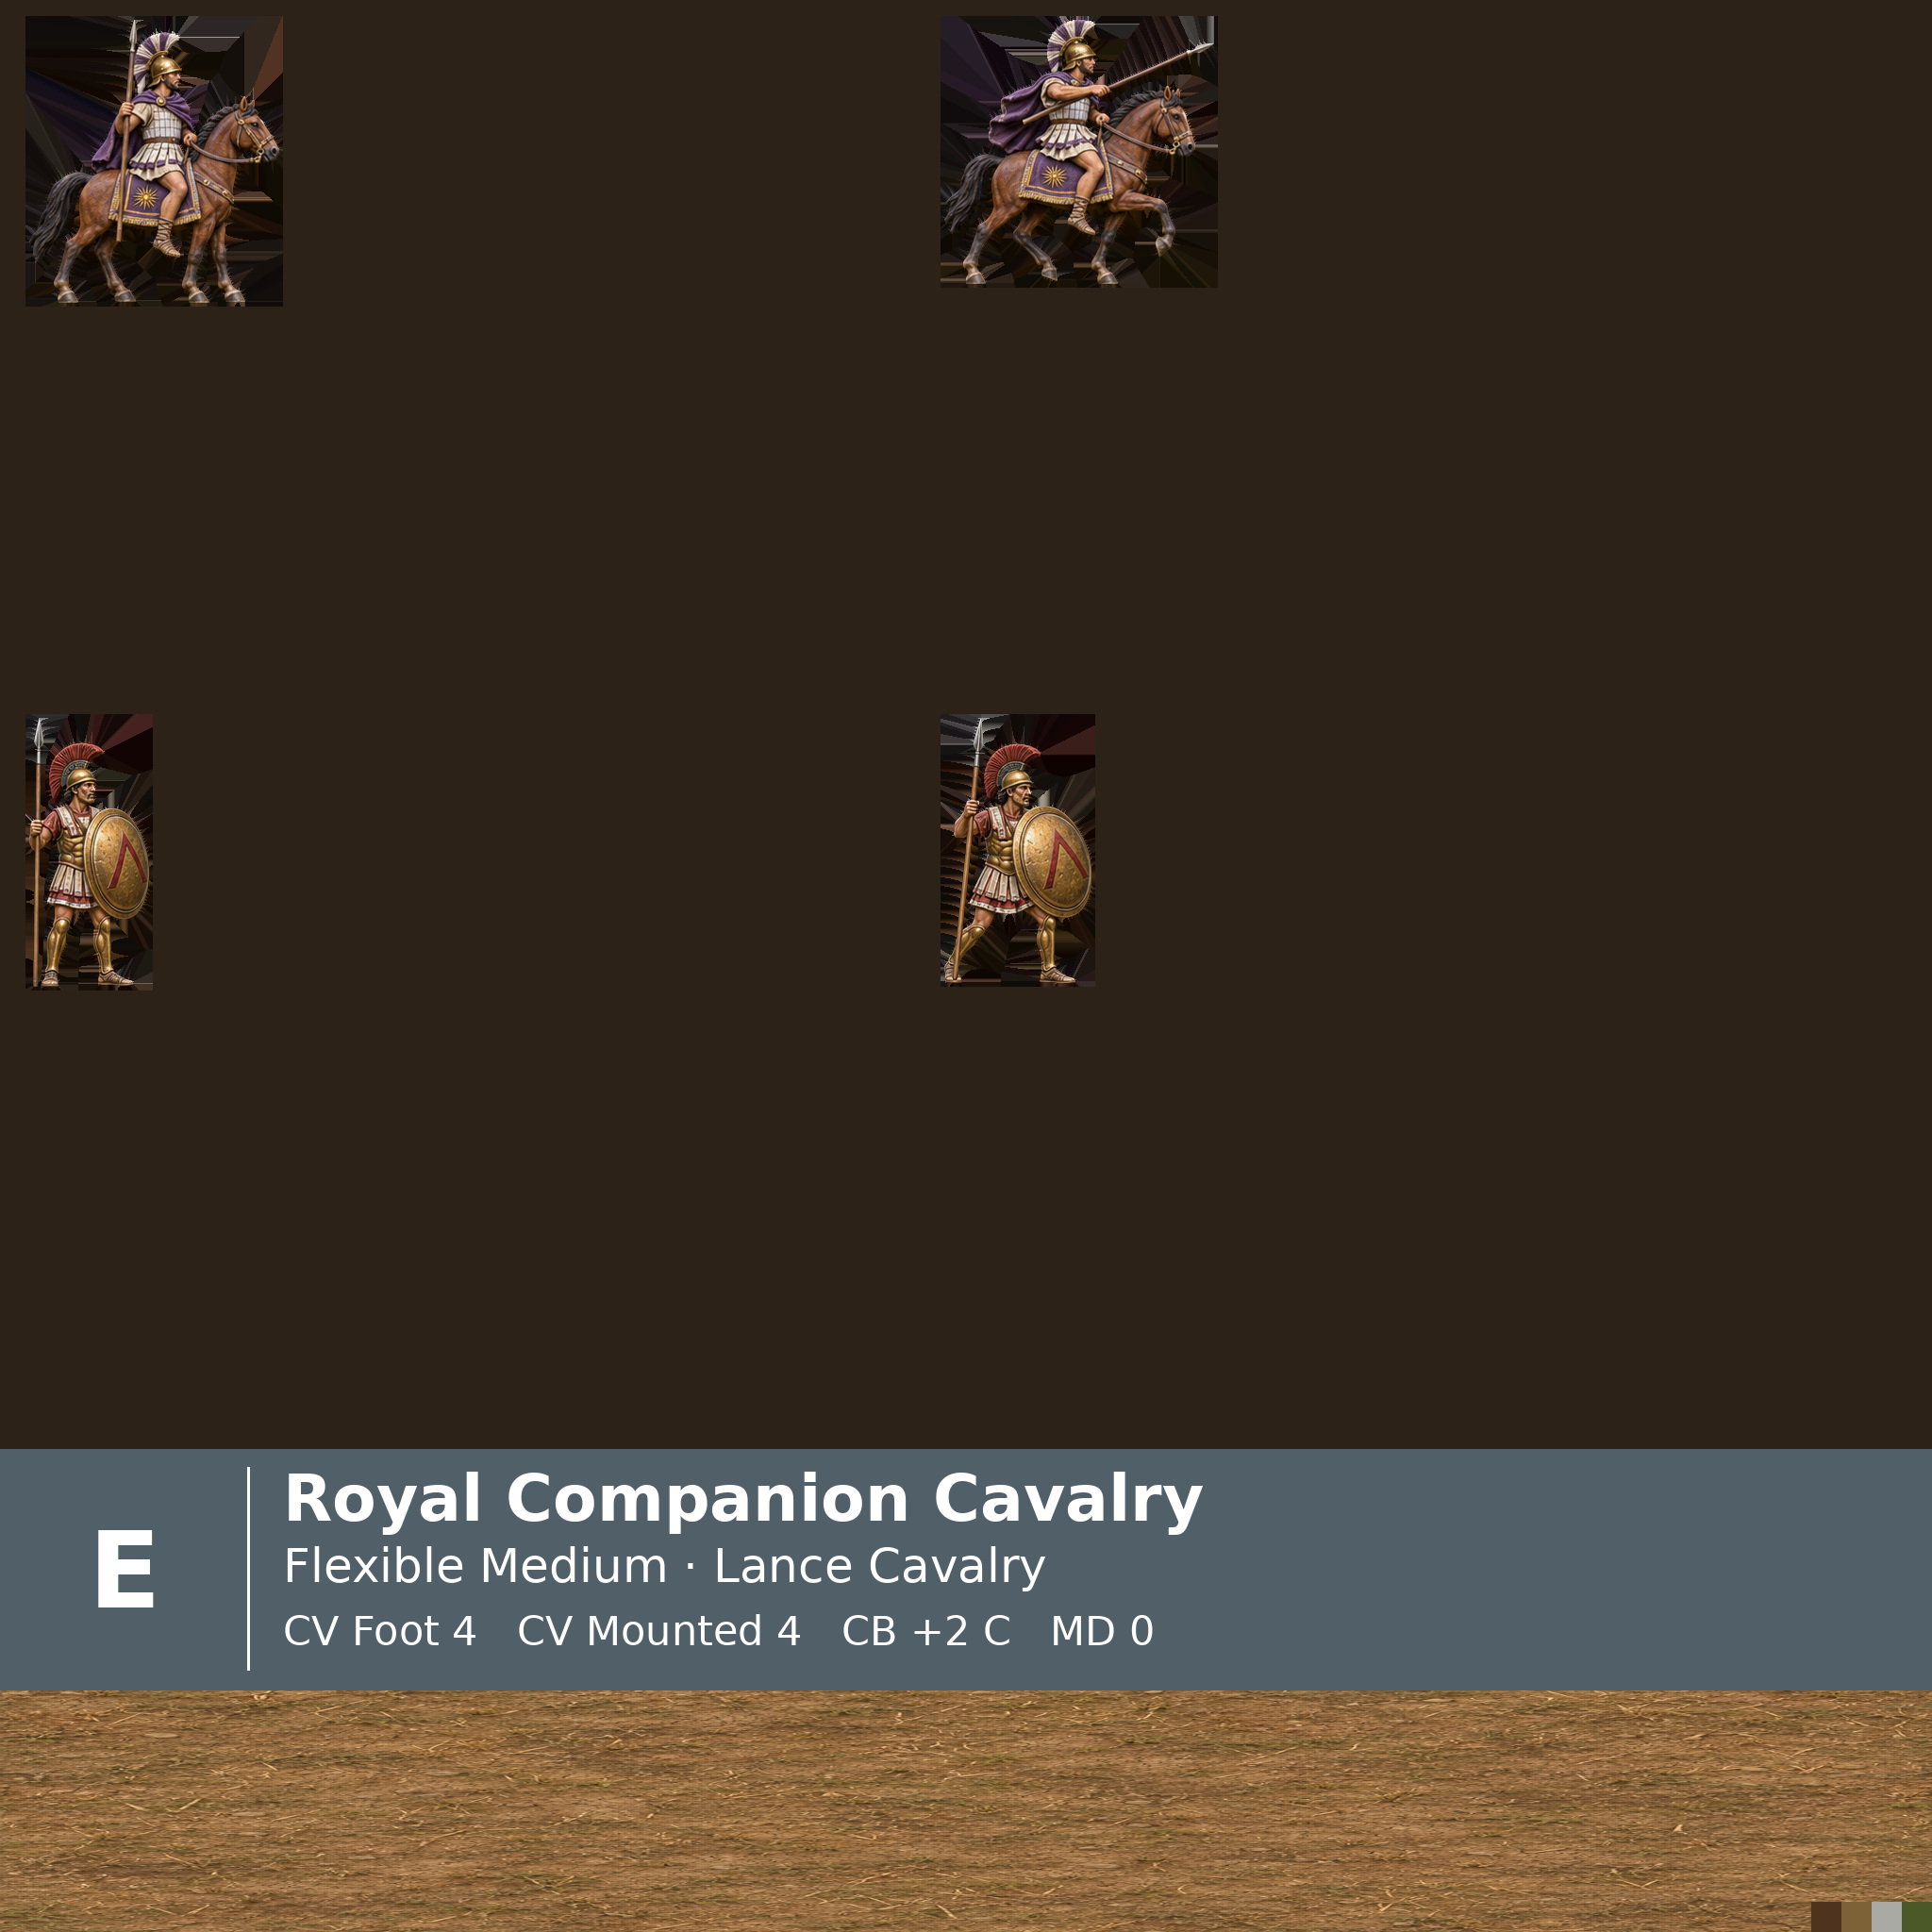 E
Royal Companion Cavalry
Flexible Medium · Lance Cavalry
CV Foot 4 CV Mounted 4 CB +2 C MD 0